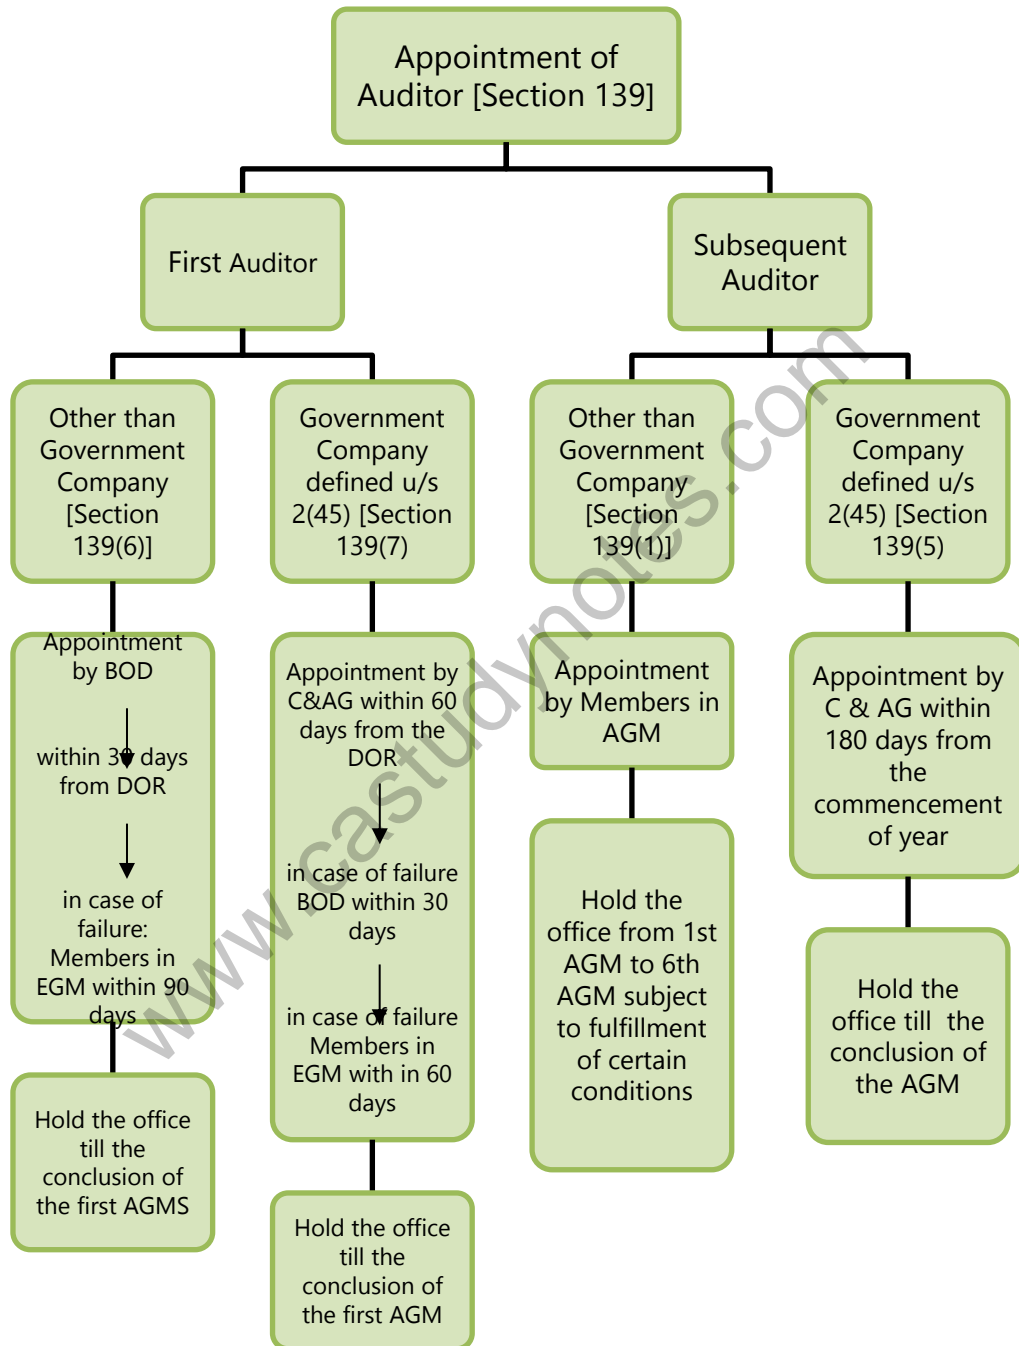 Appointment of
Auditor [Section 139]
First Auditor
Subsequent
Auditor
Other than
Government
Company
[Section
139(6)]
Government
Company
defined u/s
2(45) [Section
139(7)
Other than
Government
Company
[Section
139(1)]
Government
Company
defined u/s
2(45) [Section
139(5)
Appointment
by BOD
within 30 days
from DOR
in case of
failure:
Members in
EGM within 90
days
Appointment by
C&AG within 60
days from the
DOR
in case of failure
BOD within 30
days
in case of failure
Members in
EGM with in 60
days
Appointment
by Members in
AGM
Appointment by
C & AG within
180 days from
the
commencement
of year
Hold the
office from 1st
AGM to 6th
AGM subject
to fulfillment
of certain
conditions
Hold the
office till the
conclusion of
the AGM
Hold the office
till the
conclusion of
the first AGMS
Hold the office
till the
conclusion of
the first AGM
www.castudynotes.com